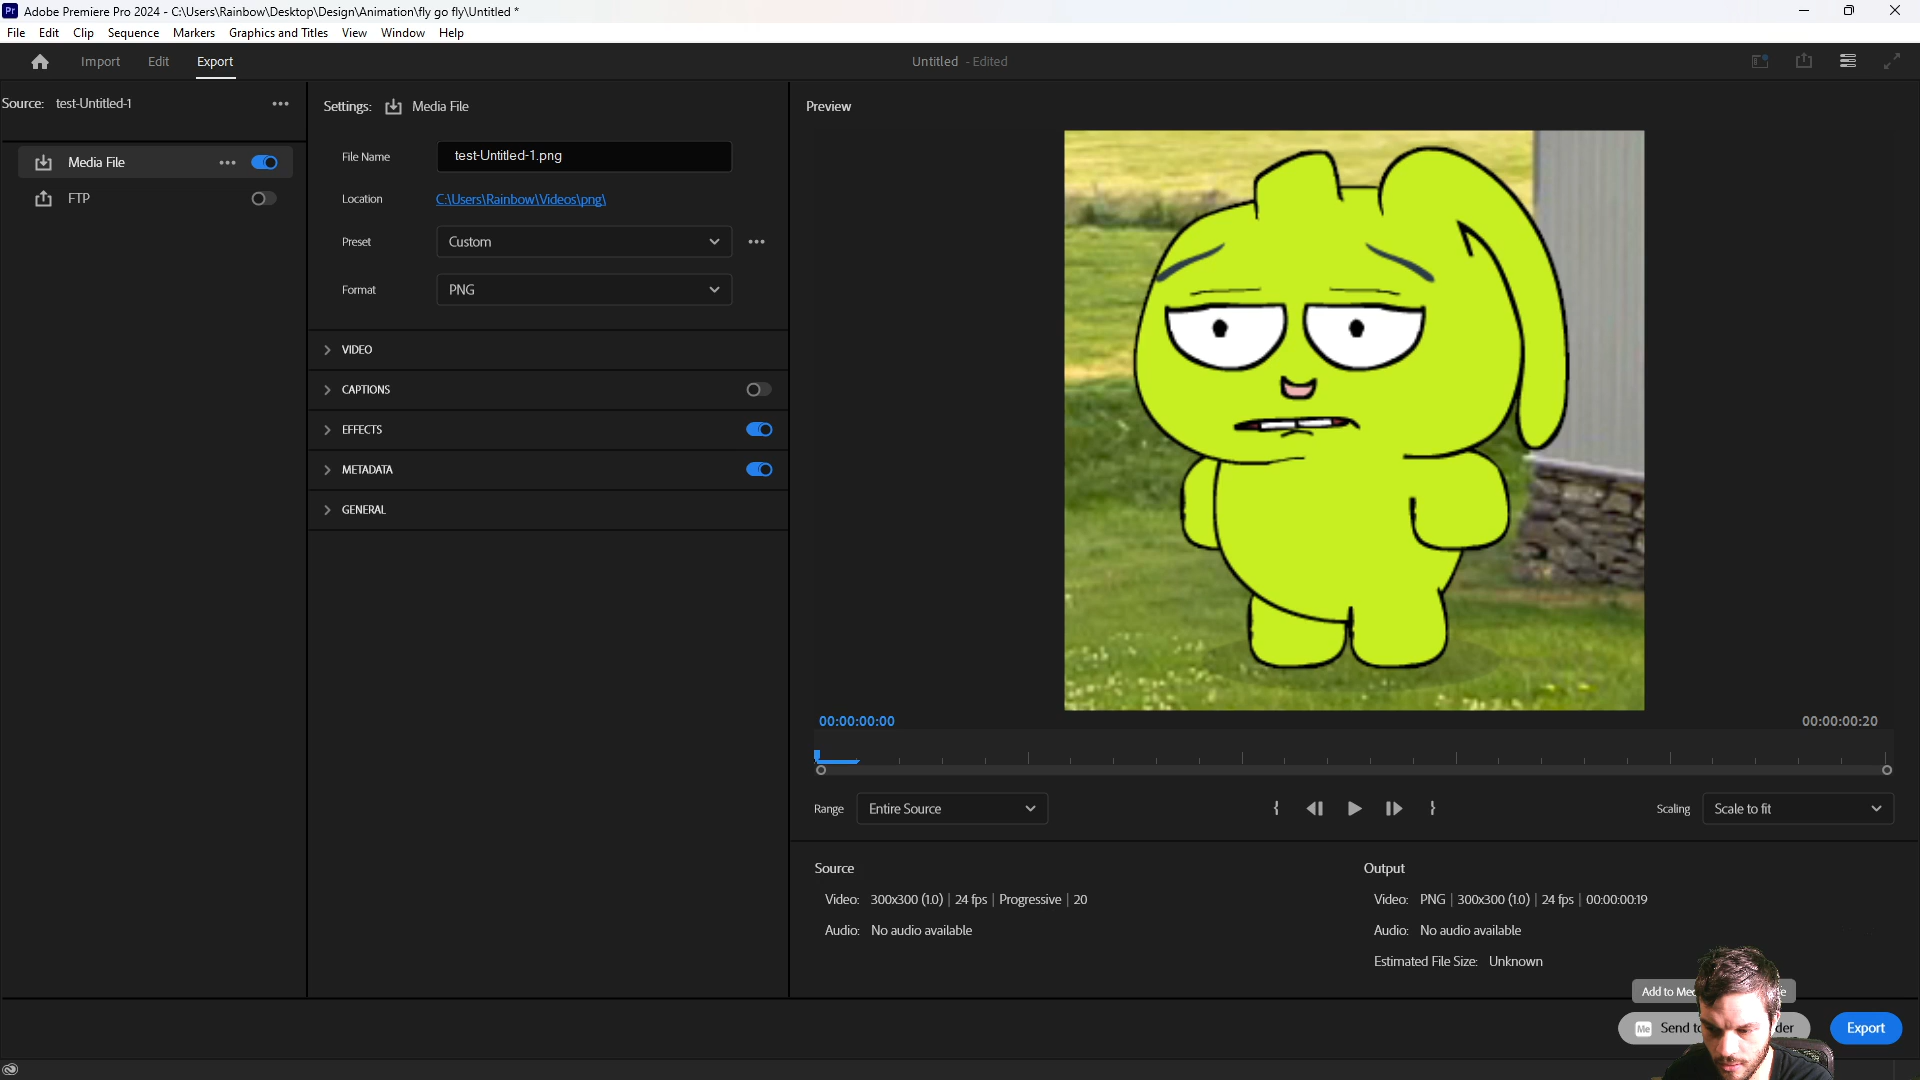 Pr Adobe Premiere Pro 2024 - C:\Users\Rainbow\Desktop\Design\Animation\fly go fly\Untitled *
File Edit Clip Sequence Markers Graphics and Titles View Window Help
Import Edit Export
Untitled - Edited
Source: test-Untitled-1
Media File
FTP
Settings: Media File
File Name test-Untitled-1.png
Location C:\Users\Rainbow\Videos\png\
Preset Custom
Format PNG
VIDEO
CAPTIONS
EFFECTS
METADATA
GENERAL
Preview
00:00:00:00
00:00:00:20
Range Entire Source
Scaling Scale to fit
Source
Video: 300x300 (1.0) | 24 fps | Progressive | 20
Audio: No audio available
Output
Video: PNG | 300x300 (1.0) | 24 fps | 00:00:00:19
Audio: No audio available
Estimated File Size: Unknown
Add to
Me Send
Export